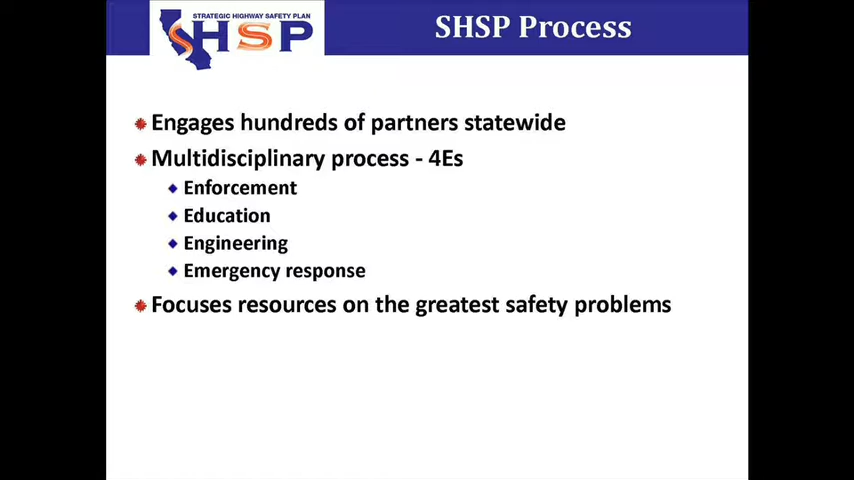 STRATEGIC HIGHWAY SAFETY PLAN
SHSP
SHSP Process
Engages hundreds of partners statewide
Multidisciplinary process - 4Es
Enforcement
Education
Engineering
Emergency response
Focuses resources on the greatest safety problems